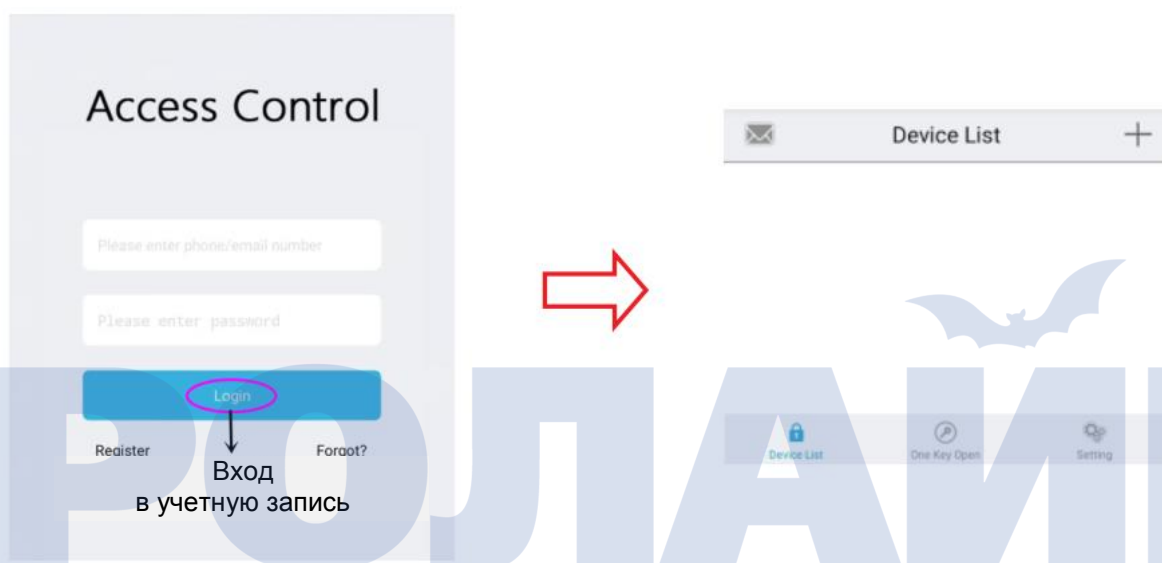 Access Control
Please enter phone/email number
Please enter password
Login
Register
Forgot?
Вход
в учетную запись
Device List
Device List
One Key Open
Setting
РОЛАЙ